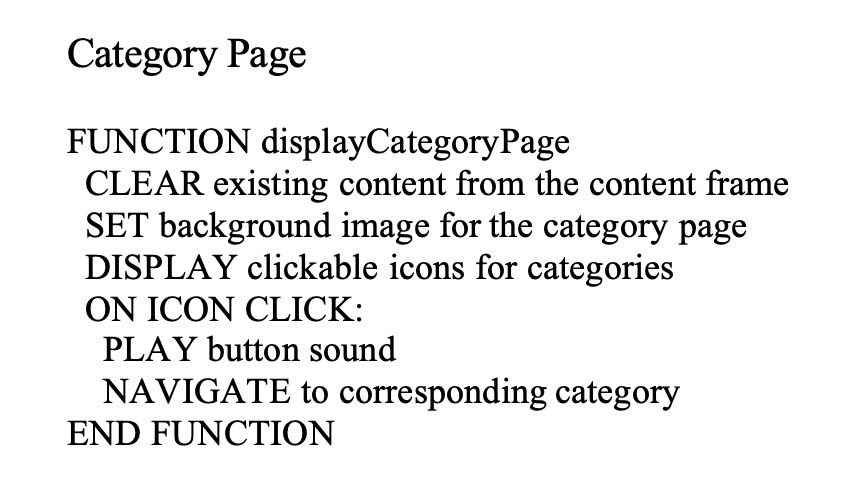 Category Page
FUNCTION displayCategoryPage
CLEAR existing content from the content frame
SET background image for the category page
DISPLAY clickable icons for categories
ON ICON CLICK:
PLAY button sound
NAVIGATE to corresponding category
END FUNCTION